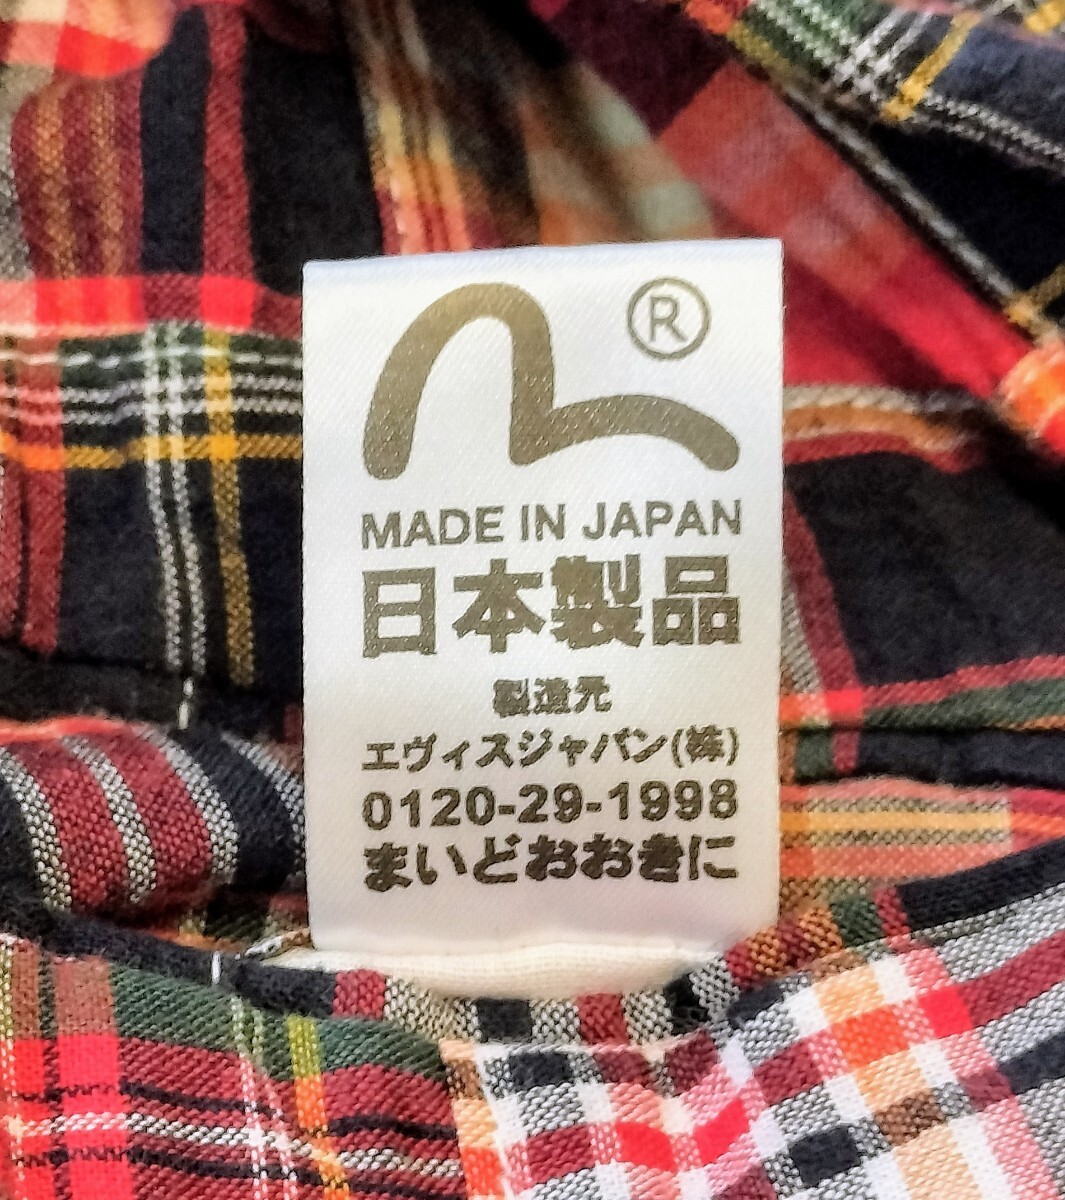 ®
MADE IN JAPAN
日本製品
製造元
エヴィスジャパン(株)
0120-29-1998
まいどおおきに